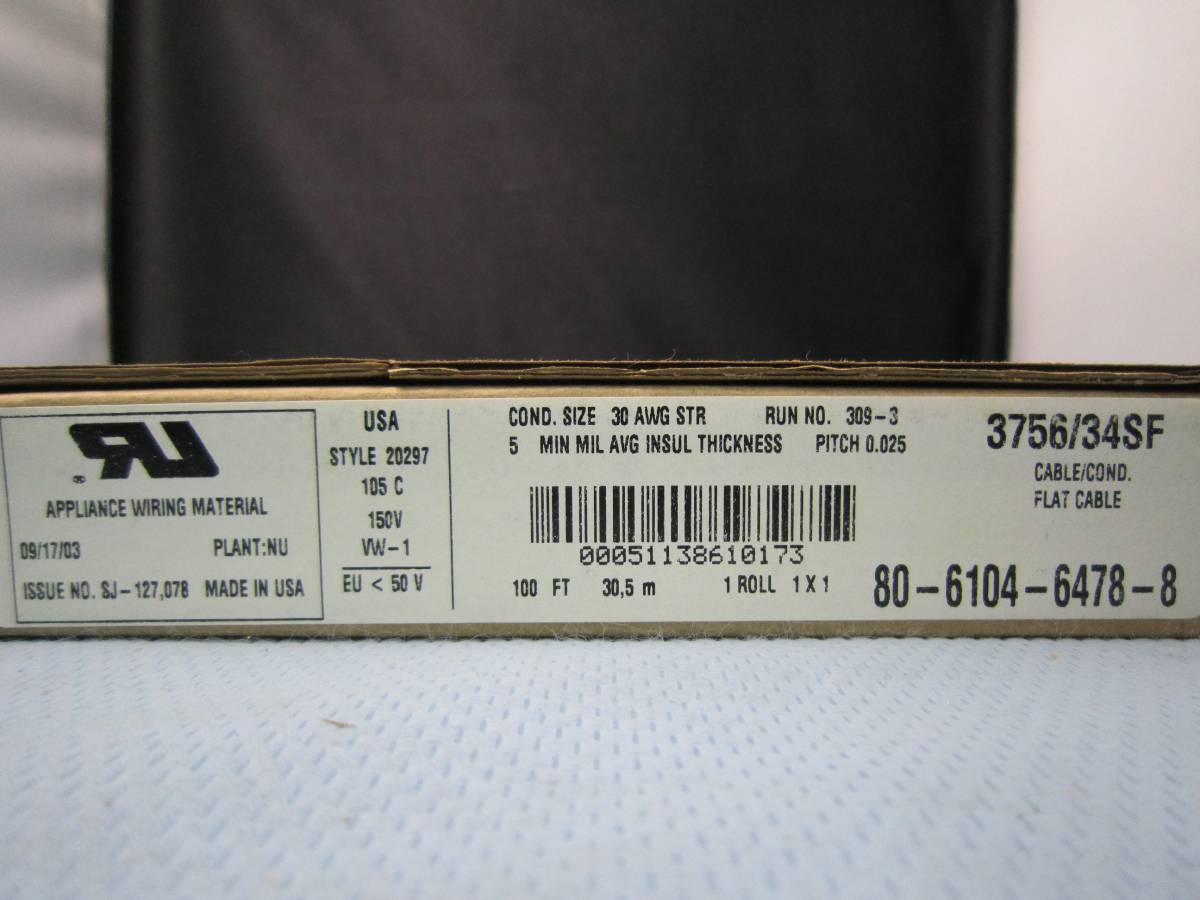 RU®
APPLIANCE WIRING MATERIAL
09/17/03 PLANT:NU
ISSUE NO. SJ-127,078 MADE IN USA
USA
STYLE 20297
105 C
150V
VW-1
EU < 50 V
COND. SIZE 30 AWG STR RUN NO. 309-3
5 MIN MIL AVG INSUL THICKNESS PITCH 0.025
00051138610173
100 FT 30,5 m 1 ROLL 1 X 1
3756/34SF
CABLE/COND.
FLAT CABLE
80-6104-6478-8